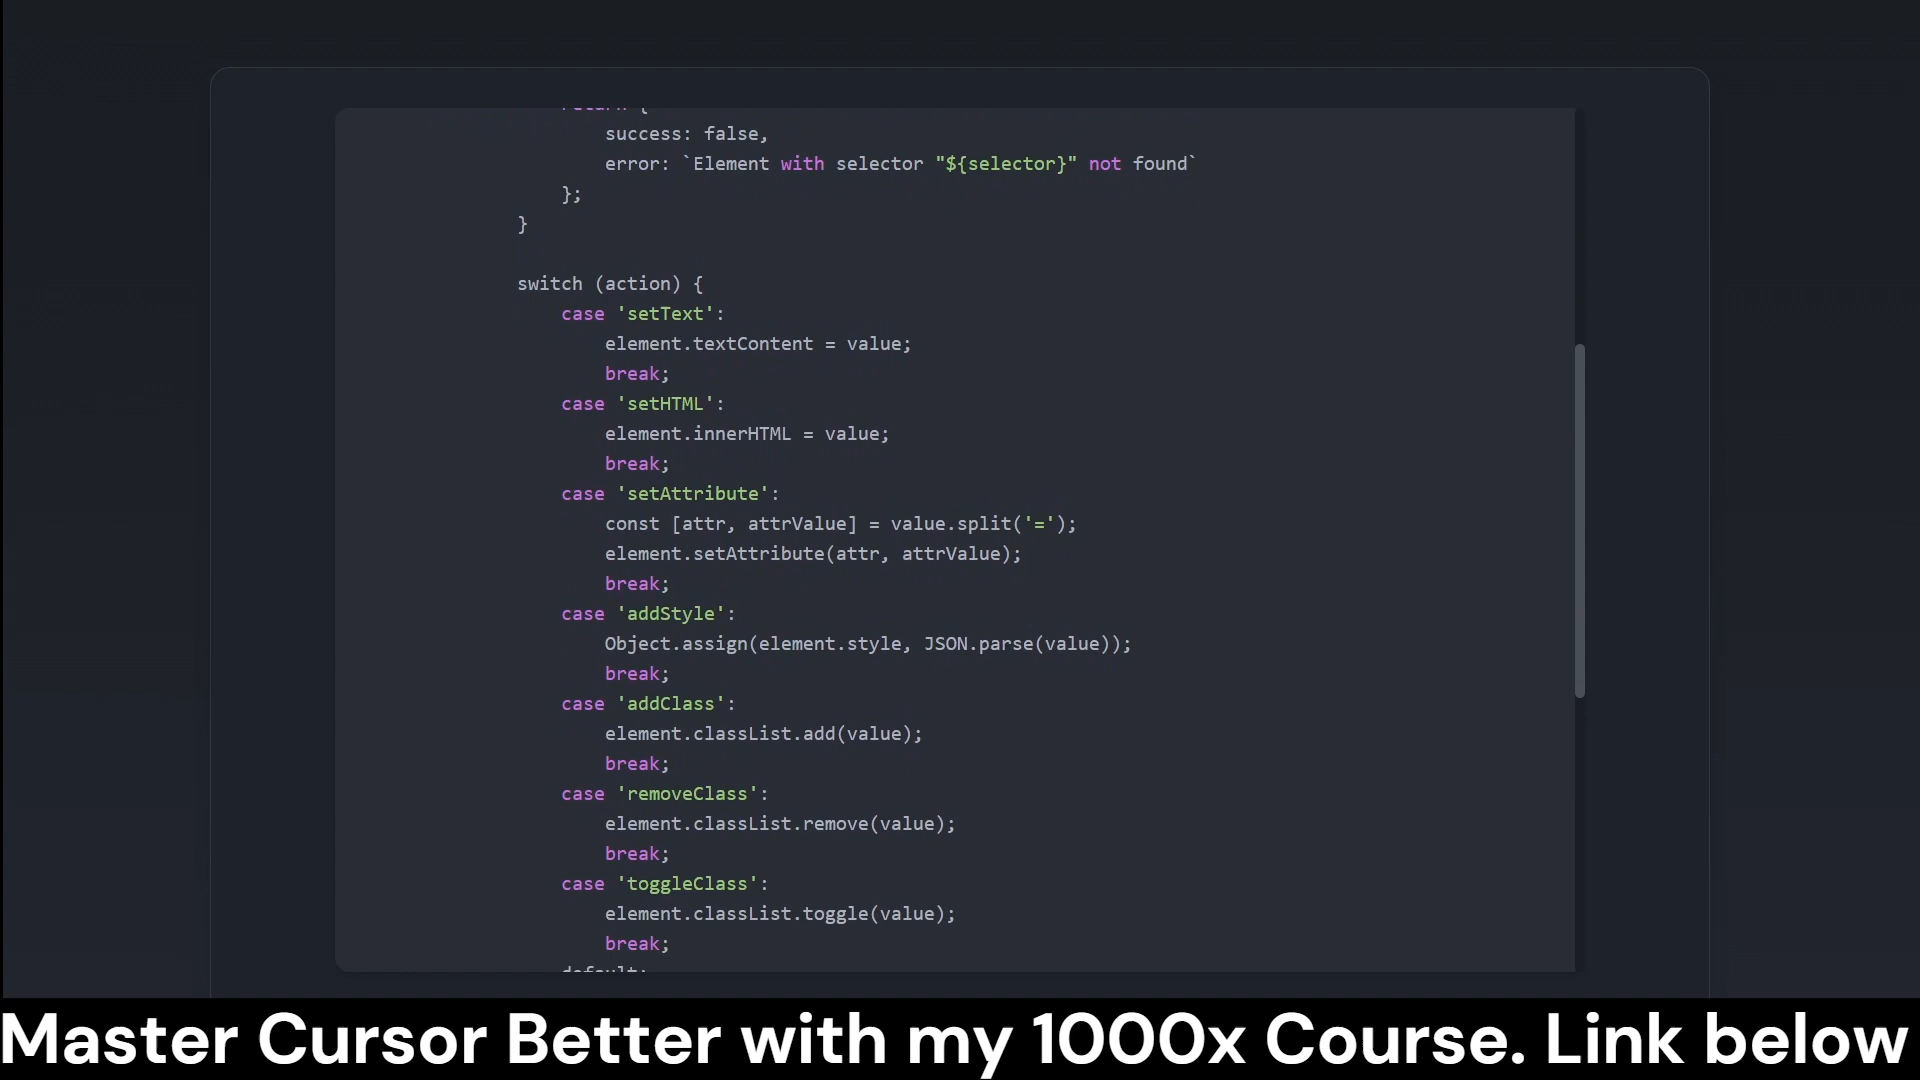 return {
success: false,
error: `Element with selector "${selector}" not found`
};
}
switch (action) {
case 'setText':
element.textContent = value;
break;
case 'setHTML':
element.innerHTML = value;
break;
case 'setAttribute':
const [attr, attrValue] = value.split('=');
element.setAttribute(attr, attrValue);
break;
case 'addStyle':
Object.assign(element.style, JSON.parse(value));
break;
case 'addClass':
element.classList.add(value);
break;
case 'removeClass':
element.classList.remove(value);
break;
case 'toggleClass':
element.classList.toggle(value);
break;
default:
Master Cursor Better with my 1000x Course. Link below